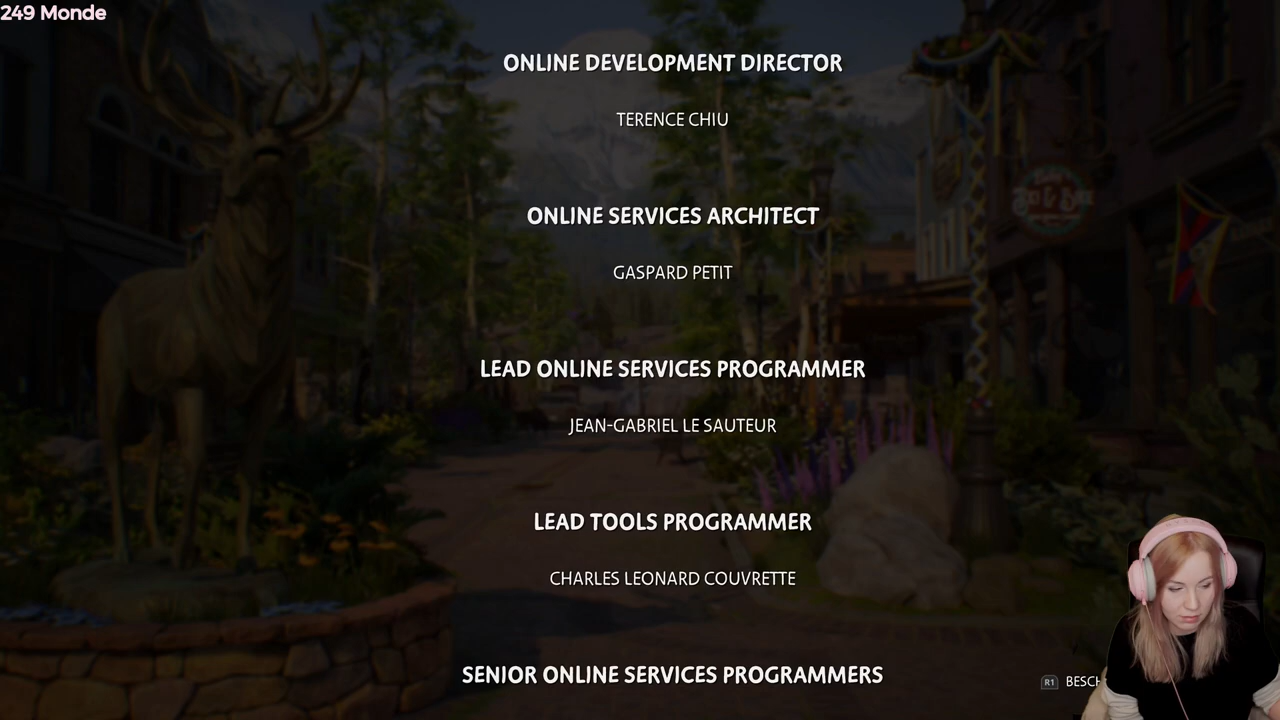 249 Monde
ONLINE DEVELOPMENT DIRECTOR
TERENCE CHIU
ONLINE SERVICES ARCHITECT
GASPARD PETIT
LEAD ONLINE SERVICES PROGRAMMER
JEAN-GABRIEL LE SAUTEUR
LEAD TOOLS PROGRAMMER
CHARLES LEONARD COUVRETTE
SENIOR ONLINE SERVICES PROGRAMMERS
R1 BESCH